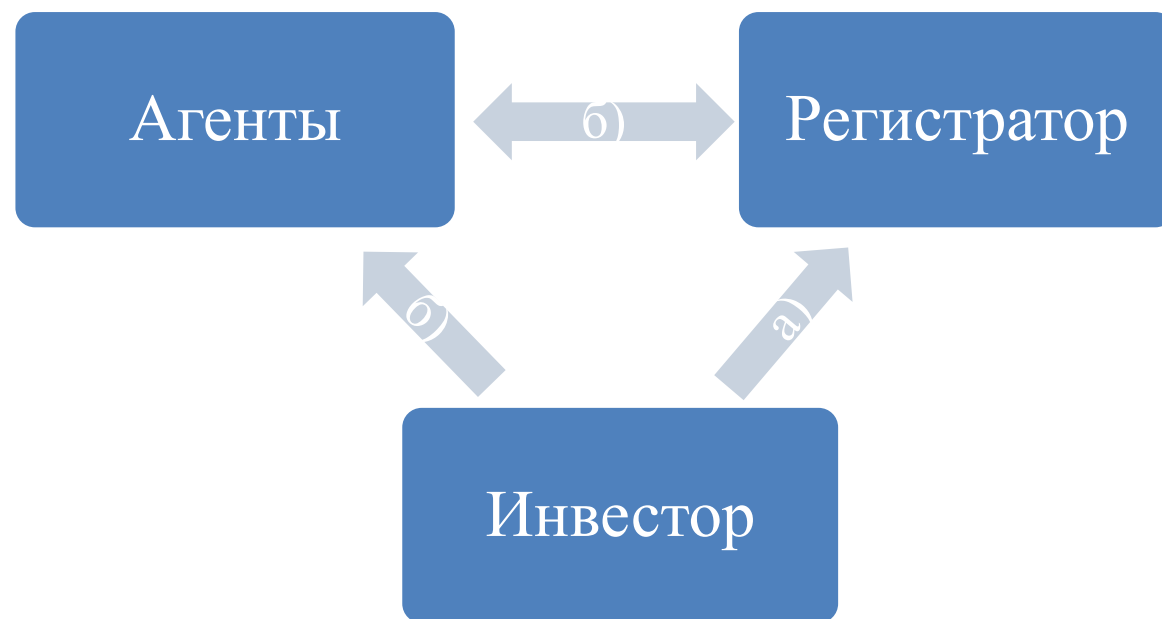 Агенты
б)
Регистратор
б)
а)
Инвестор